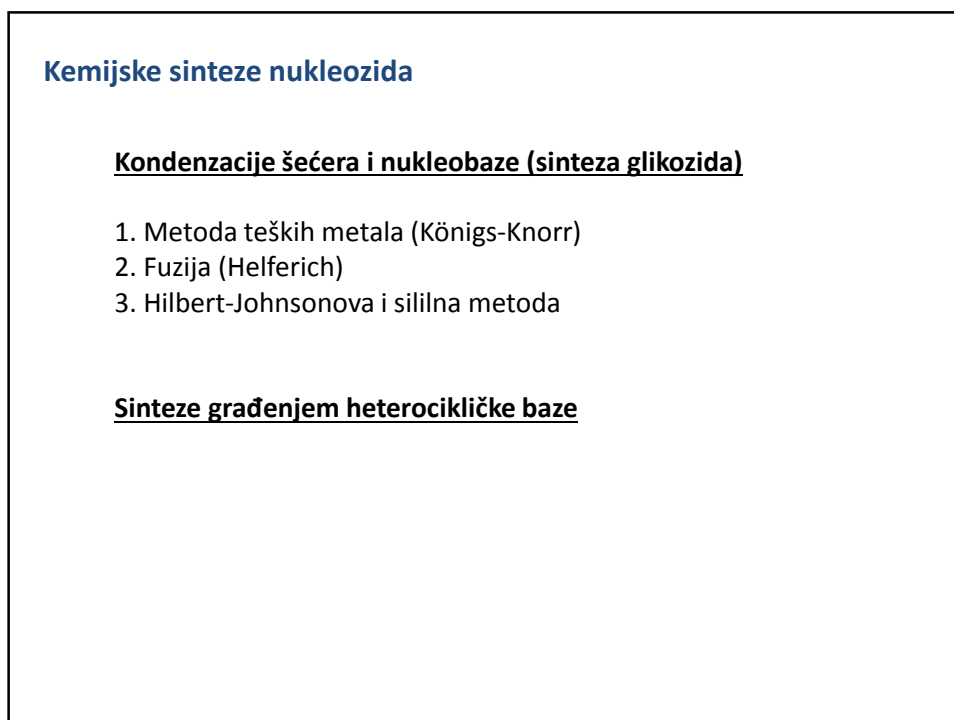 Kemijske sinteze nukleozida
Kondenzacije šećera i nukleobaze (sinteza glikozida)
1. Metoda teških metala (Königs-Knorr)
2. Fuzija (Helferich)
3. Hilbert-Johnsonova i sililna metoda
Sinteze građenjem heterocikličke baze